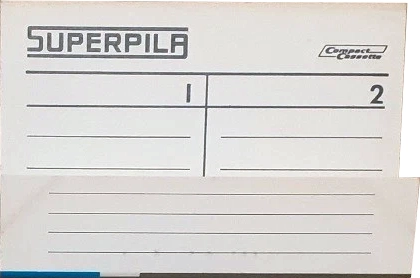 SUPERPILA
Compact
Cassette
1 2